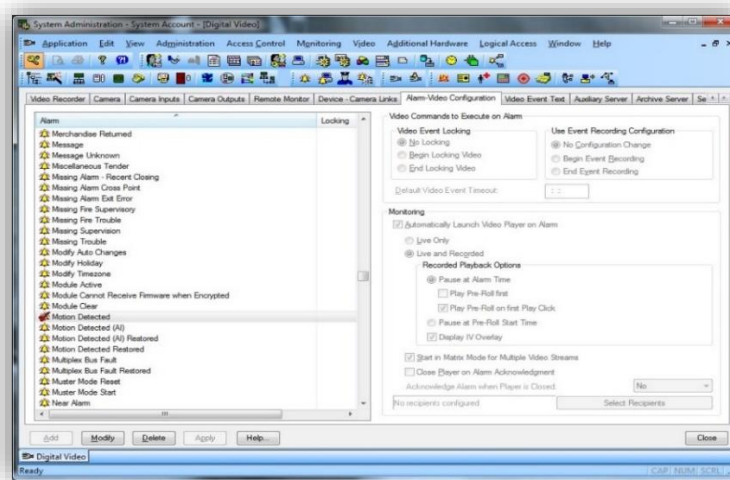 System Administration - System Account - [Digital Video]
Application Edit View Administration Access Control Monitoring Video Additional Hardware Logical Access Window Help
Video Recorder Camera Camera Inputs Camera Outputs Remote Monitor Device - Camera Links Alarm-Video Configuration Video Event Text Auxiliary Server Archive Server Se
Alarm Locking
Merchandise Returned
Message
Message Unknown
Miscellaneous Tender
Missing Alarm - Recent Closing
Missing Alarm Cross Point
Missing Alarm Exit Error
Missing Fire Supervisory
Missing Fire Trouble
Missing Supervision
Missing Trouble
Modify Auto Changes
Modify Holiday
Modify Timezone
Module Active
Module Cannot Receive Firmware when Encrypted
Module Clear
Motion Detected
Motion Detected (AI)
Motion Detected (AI) Restored
Motion Detected Restored
Multiplex Bus Fault
Multiplex Bus Fault Restored
Muster Mode Reset
Muster Mode Start
Near Alarm
Video Commands to Execute on Alarm
Video Event Locking
No Locking
Begin Locking Video
End Locking Video
Use Event Recording Configuration
No Configuration Change
Begin Event Recording
End Event Recording
Default Video Event Timeout: : :
Monitoring
Automatically Launch Video Player on Alarm
Live Only
Live and Recorded
Recorded Playback Options
Pause at Alarm Time
Play Pre-Roll first
Play Pre-Roll on first Play Click
Pause at Pre-Roll Start Time
Display IV Overlay
Start in Matrix Mode for Multiple Video Streams
Close Player on Alarm Acknowledgment
Acknowledge Alarm when Player is Closed: No
No recipients configured Select Recipients
Add Modify Delete Apply Help... Close
Digital Video
Ready CAP NUM SCRL